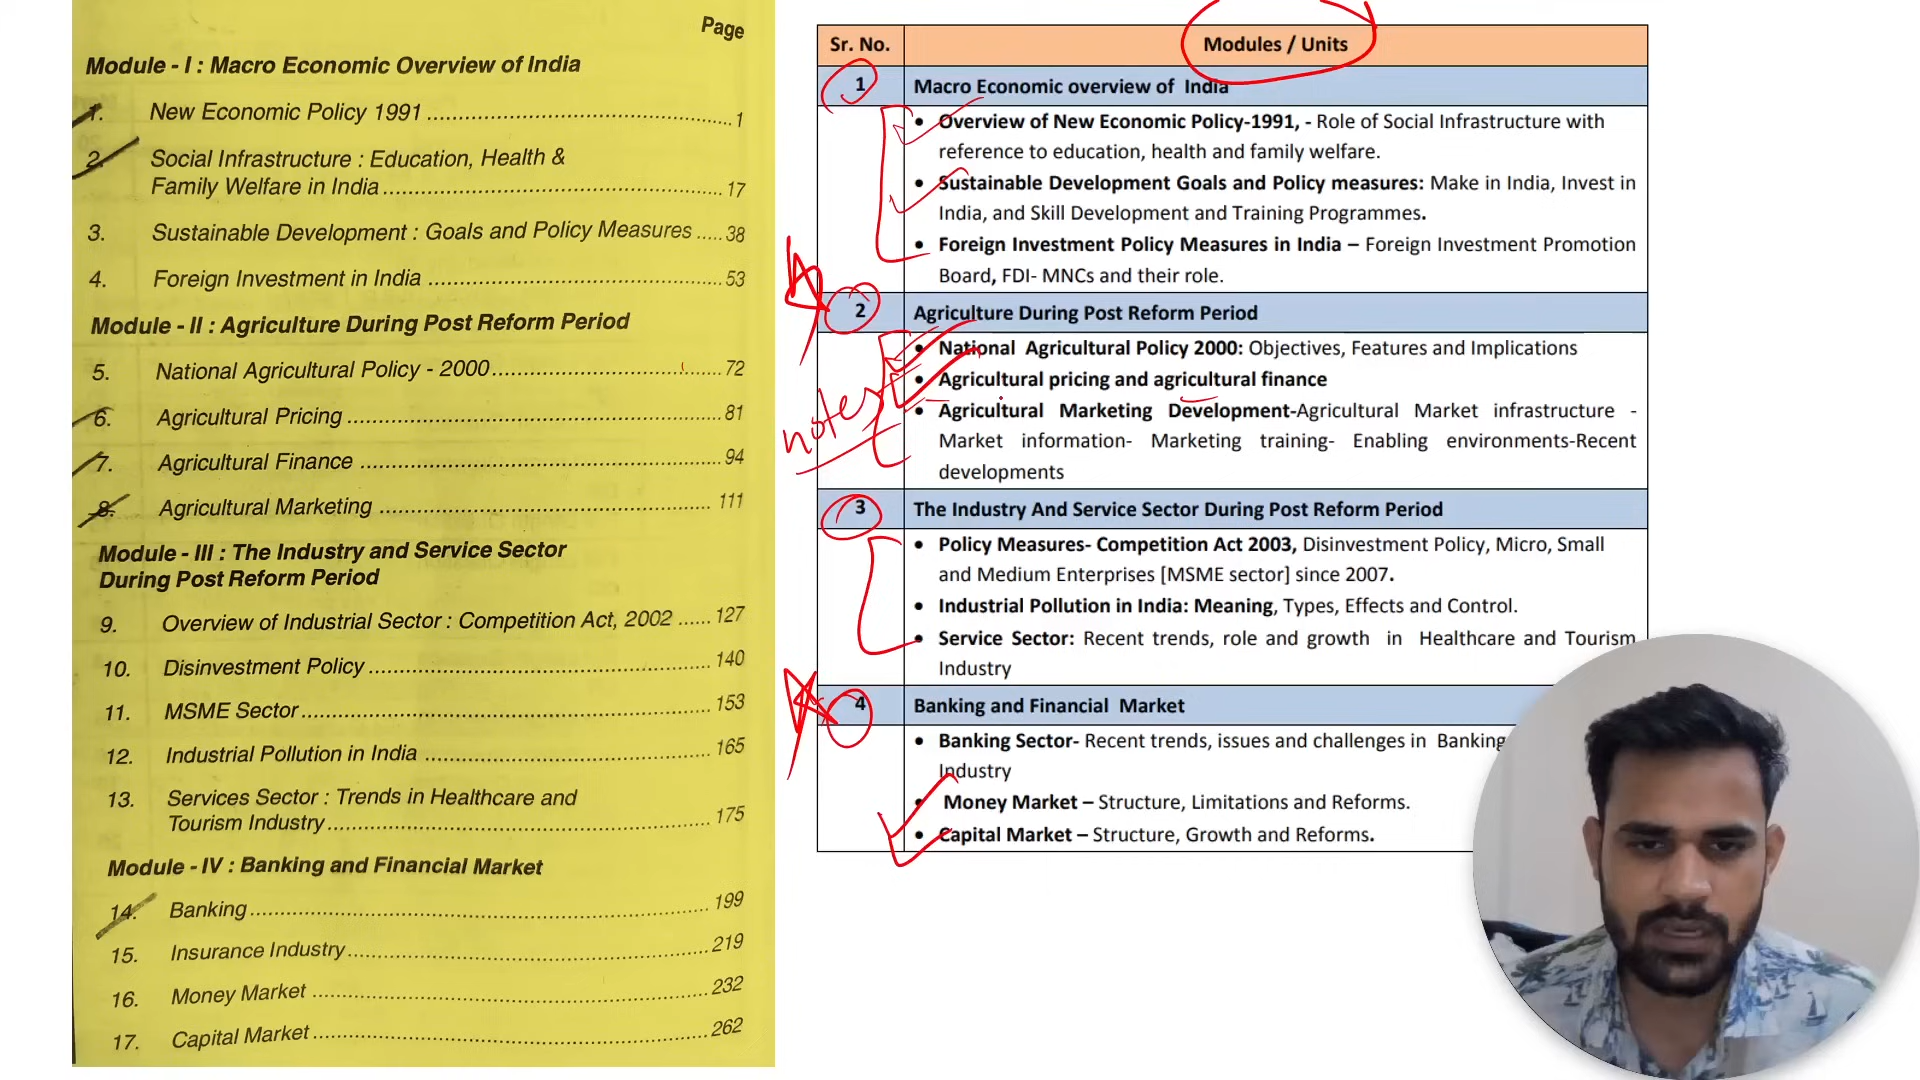 Page
Module - I : Macro Economic Overview of India
1. New Economic Policy 1991 ........ 1
2. Social Infrastructure : Education, Health &
Family Welfare in India ........ 17
3. Sustainable Development : Goals and Policy Measures ..... 38
4. Foreign Investment in India ........ 53
Module - II : Agriculture During Post Reform Period
5. National Agricultural Policy - 2000 ........ 72
6. Agricultural Pricing ........ 81
7. Agricultural Finance ........ 94
8. Agricultural Marketing ........ 111
Module - III : The Industry and Service Sector
During Post Reform Period
9. Overview of Industrial Sector : Competition Act, 2002 ...... 127
10. Disinvestment Policy ........ 140
11. MSME Sector ........ 153
12. Industrial Pollution in India ........ 165
13. Services Sector : Trends in Healthcare and
Tourism Industry ........ 175
Module - IV : Banking and Financial Market
14. Banking ........ 199
15. Insurance Industry ........ 219
16. Money Market ........ 232
17. Capital Market ........ 262
Sr. No. Modules / Units
1 Macro Economic overview of India
• Overview of New Economic Policy-1991, - Role of Social Infrastructure with
reference to education, health and family welfare.
• Sustainable Development Goals and Policy measures: Make in India, Invest in
India, and Skill Development and Training Programmes.
• Foreign Investment Policy Measures in India – Foreign Investment Promotion
Board, FDI- MNCs and their role.
2 Agriculture During Post Reform Period
• National Agricultural Policy 2000: Objectives, Features and Implications
• Agricultural pricing and agricultural finance
• Agricultural Marketing Development-Agricultural Market infrastructure -
Market information- Marketing training- Enabling environments-Recent
developments
notes
3 The Industry And Service Sector During Post Reform Period
• Policy Measures- Competition Act 2003, Disinvestment Policy, Micro, Small
and Medium Enterprises [MSME sector] since 2007.
• Industrial Pollution in India: Meaning, Types, Effects and Control.
• Service Sector: Recent trends, role and growth in Healthcare and Tourism
Industry
4 Banking and Financial Market
• Banking Sector- Recent trends, issues and challenges in Banking
Industry
• Money Market – Structure, Limitations and Reforms.
• Capital Market – Structure, Growth and Reforms.